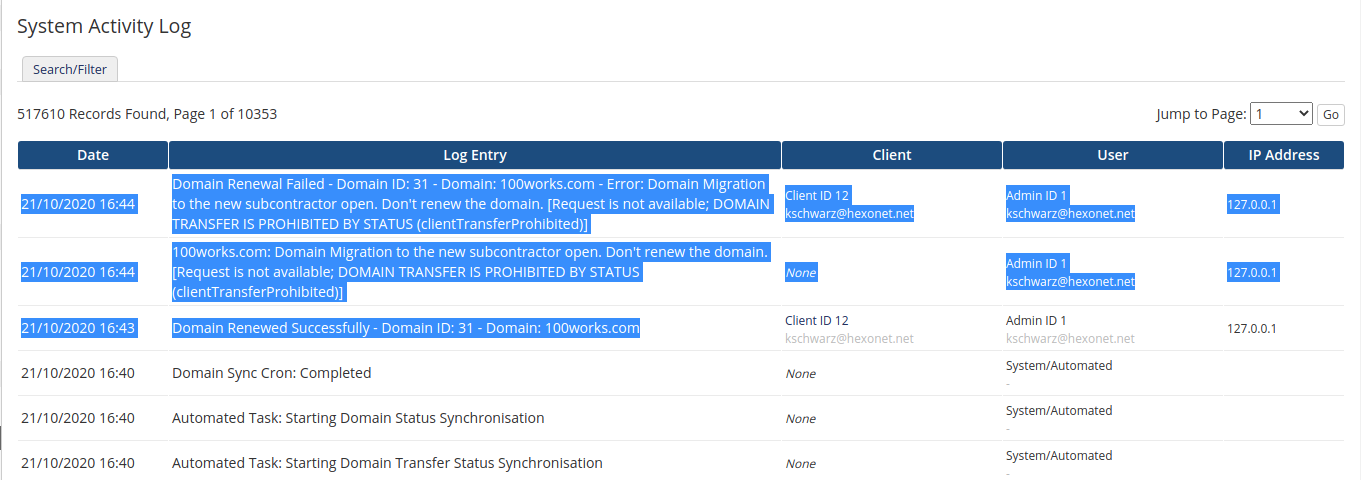 System Activity Log
Search/Filter
517610 Records Found, Page 1 of 10353
Jump to Page: 1 Go
Date Log Entry Client User IP Address
21/10/2020 16:44
Domain Renewal Failed - Domain ID: 31 - Domain: 100works.com - Error: Domain Migration
to the new subcontractor open. Don't renew the domain. [Request is not available; DOMAIN
TRANSFER IS PROHIBITED BY STATUS (clientTransferProhibited)]
Client ID 12
kschwarz@hexonet.net
Admin ID 1
kschwarz@hexonet.net
127.0.0.1
21/10/2020 16:44
100works.com: Domain Migration to the new subcontractor open. Don't renew the domain.
[Request is not available; DOMAIN TRANSFER IS PROHIBITED BY STATUS
(clientTransferProhibited)]
None
Admin ID 1
kschwarz@hexonet.net
127.0.0.1
21/10/2020 16:43
Domain Renewed Successfully - Domain ID: 31 - Domain: 100works.com
Client ID 12
kschwarz@hexonet.net
Admin ID 1
kschwarz@hexonet.net
127.0.0.1
21/10/2020 16:40
Domain Sync Cron: Completed
None
System/Automated
-
21/10/2020 16:40
Automated Task: Starting Domain Status Synchronisation
None
System/Automated
-
21/10/2020 16:40
Automated Task: Starting Domain Transfer Status Synchronisation
None
System/Automated
-